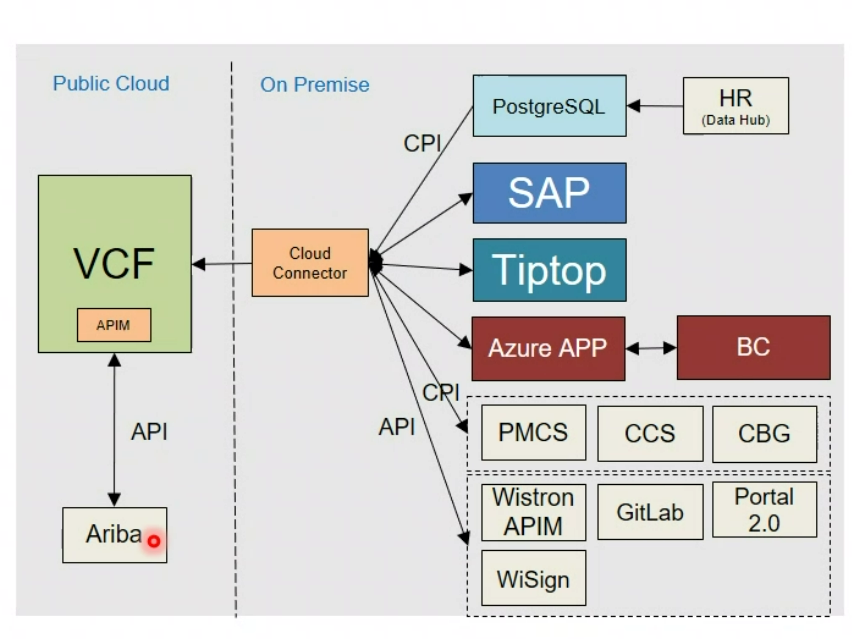 Public Cloud
On Premise
PostgreSQL
HR
(Data Hub)
CPI
SAP
VCF
APIM
Cloud
Connector
Tiptop
Azure APP
BC
CPI
API
API
PMCS
CCS
CBG
Wistron
APIM
GitLab
Portal
2.0
Ariba
WiSign